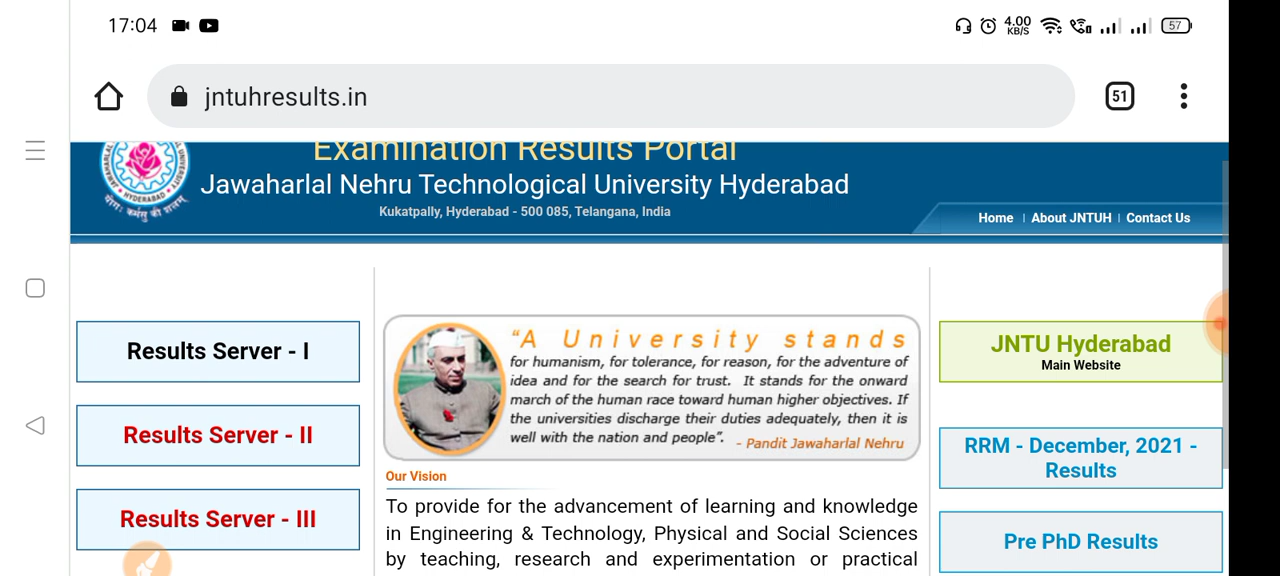 17:04
4.00
KB/S
57
jntuhresults.in
51
Examination Results Portal
Jawaharlal Nehru Technological University Hyderabad
Kukatpally, Hyderabad - 500 085, Telangana, India
HYDERABAD
योगः कर्मसु कौशलम्
Home | About JNTUH | Contact Us
Results Server - I
Results Server - II
Results Server - III
“A University stands
for humanism, for tolerance, for reason, for the adventure of
idea and for the search for trust. It stands for the onward
march of the human race toward human higher objectives. If
the universities discharge their duties adequately, then it is
well with the nation and people”. - Pandit Jawaharlal Nehru
Our Vision
To provide for the advancement of learning and knowledge
in Engineering & Technology, Physical and Social Sciences
by teaching, research and experimentation or practical
JNTU Hyderabad
Main Website
RRM - December, 2021 -
Results
Pre PhD Results